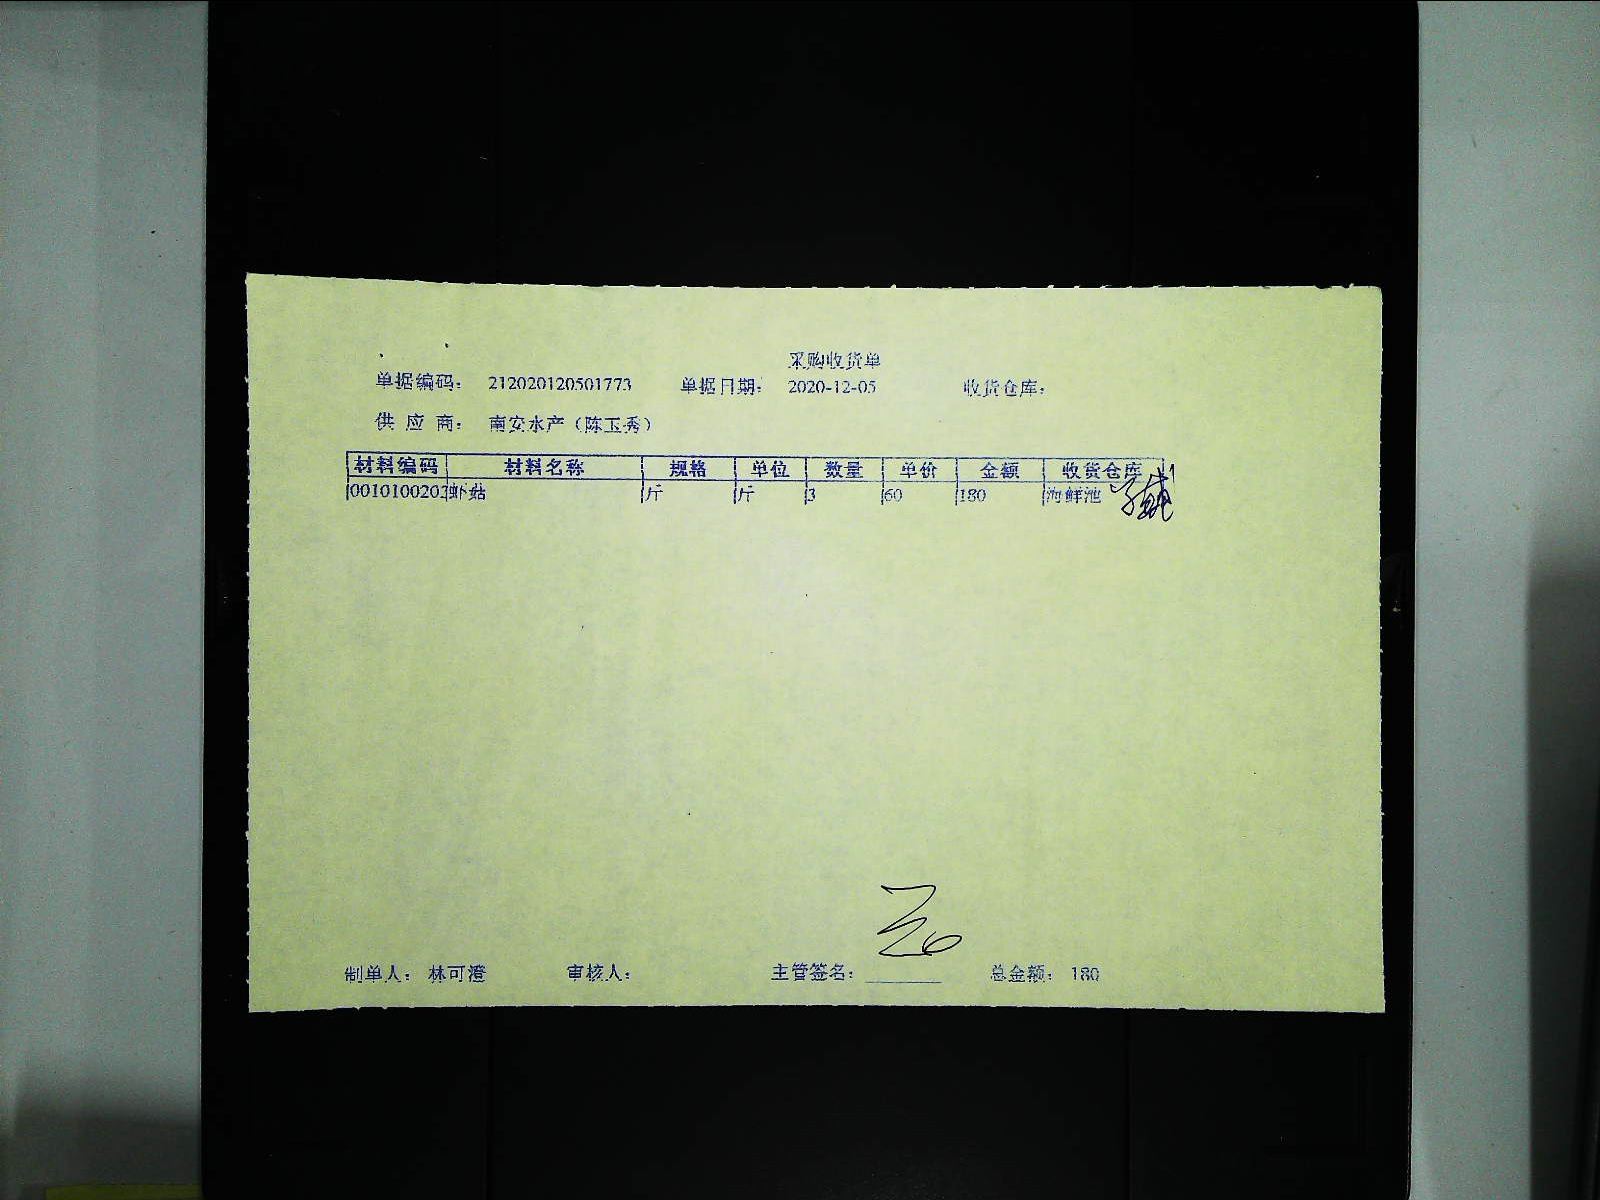 采购收货单
单据编码： 212020120501773 单据日期： 2020-12-05 收货仓库：
供 应 商： 南安水产（陈玉秀）
材料编码 材料名称 规格 单位 数量 单价 金额 收货仓库
0010100202 虾菇 斤 斤 3 60 180 海鲜池
制单人： 林可澄 审核人： 主管签名： 总金额： 180